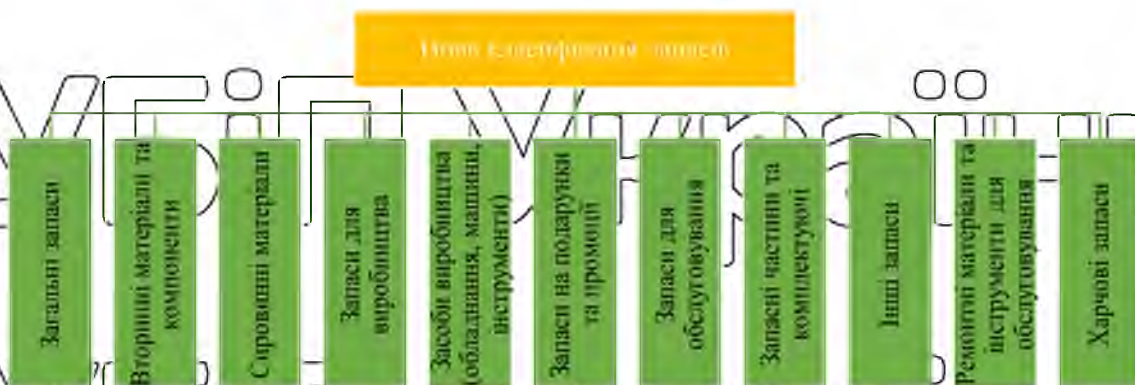 Нова класифікація запасів
Загальні запаси
Вторинні матеріали та
компоненти
Сировинні матеріали
Запаси для
виробництва
Засоби виробництва
(обладнання, машини,
інструменти)
Запаси на подарунки
та промоцій
Запаси для
обслуговування
Запасні частини та
комплектуючі
Інші запаси
Ремонтні матеріали та
інструменти для
обслуговування
Харчові запаси